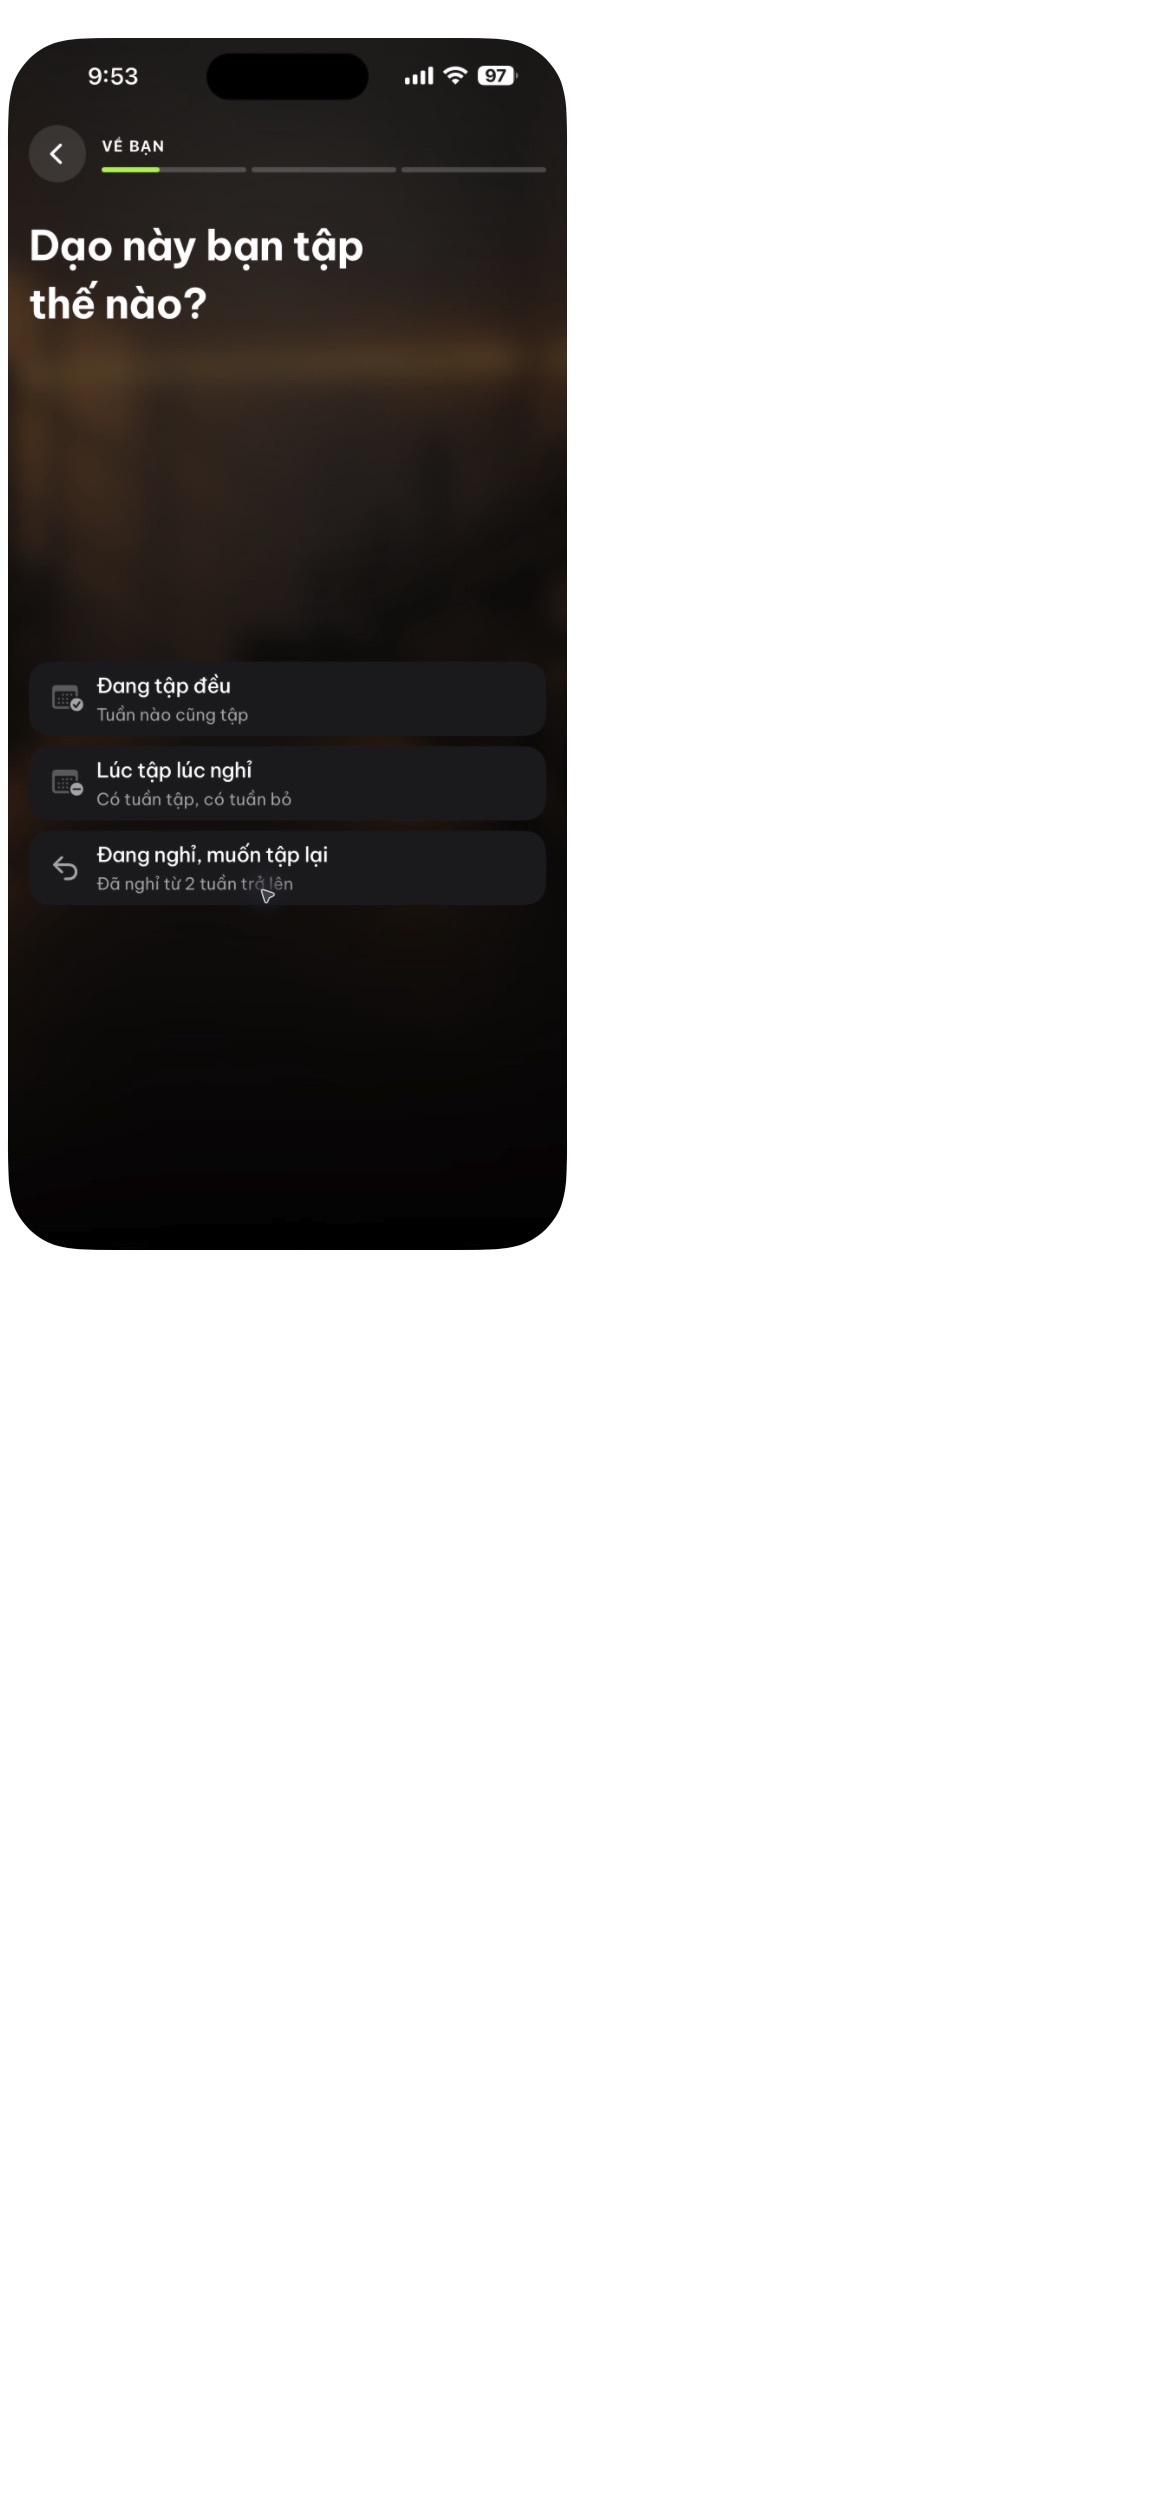 9:53
97
VỀ BẠN
Dạo này bạn tập
thế nào?
Đang tập đều
Tuần nào cũng tập
Lúc tập lúc nghỉ
Có tuần tập, có tuần bỏ
Đang nghỉ, muốn tập lại
Đã nghỉ từ 2 tuần trở lên